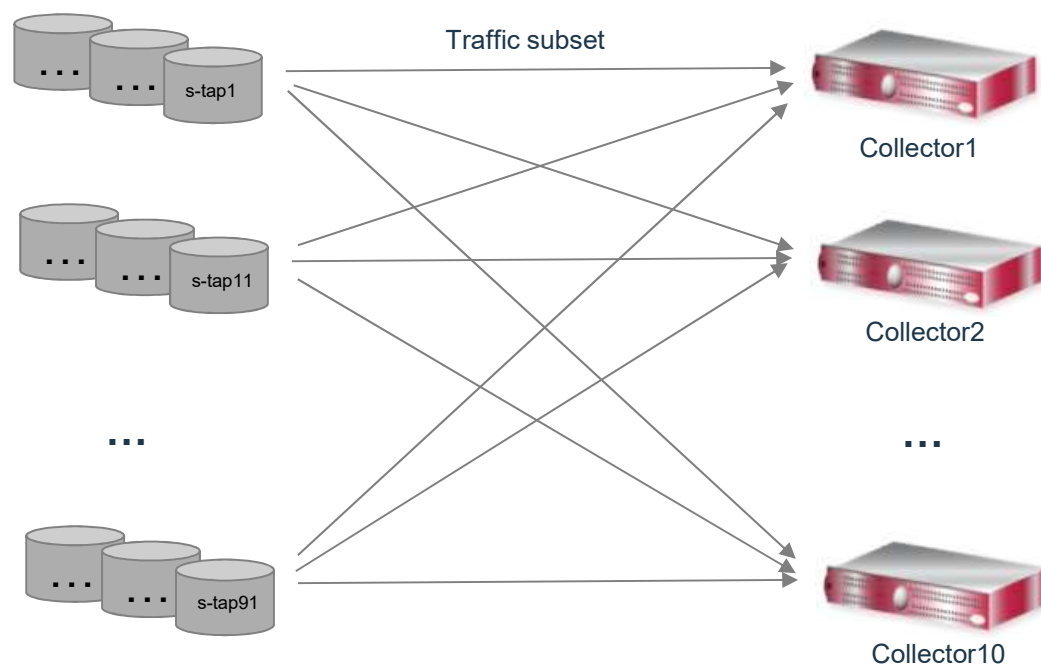 Traffic subset
... ... s-tap1
Collector1
... ... s-tap11
Collector2
... ...
... ... s-tap91
Collector10